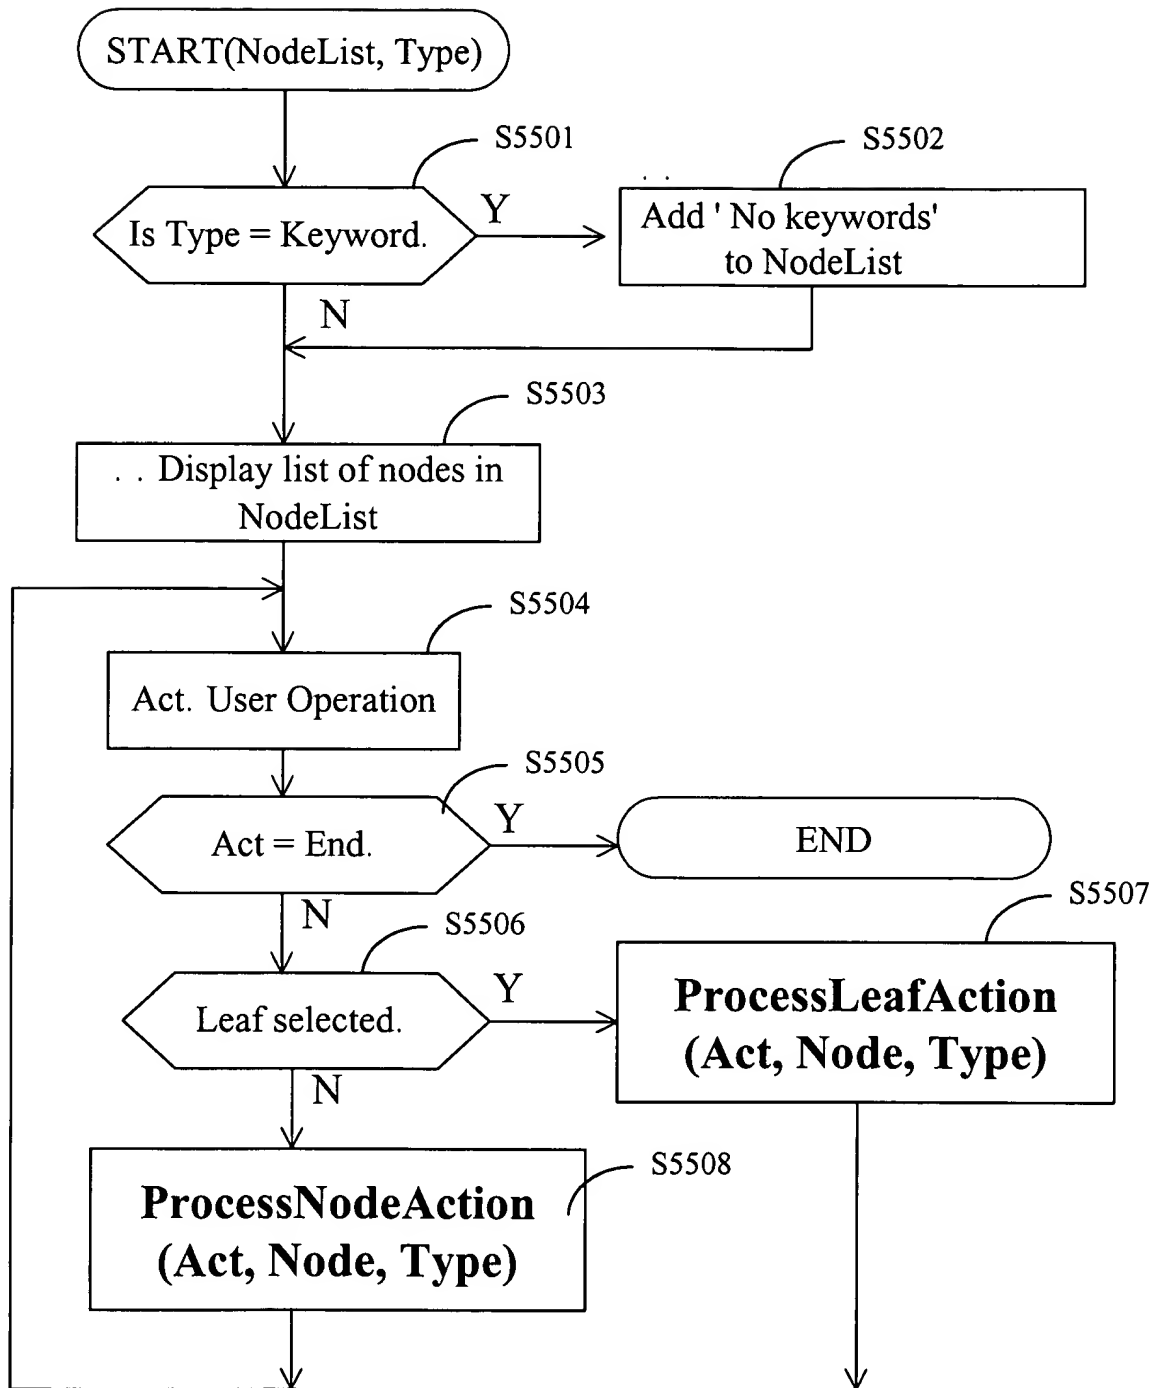 START(NodeList, Type)
S5501
S5502
Is Type = Keyword.
Y
Add ' No keywords'
to NodeList
N
S5503
. . Display list of nodes in
NodeList
S5504
Act. User Operation
S5505
Act = End.
Y
END
N
S5506
S5507
Leaf selected.
Y
ProcessLeafAction
(Act, Node, Type)
N
S5508
ProcessNodeAction
(Act, Node, Type)